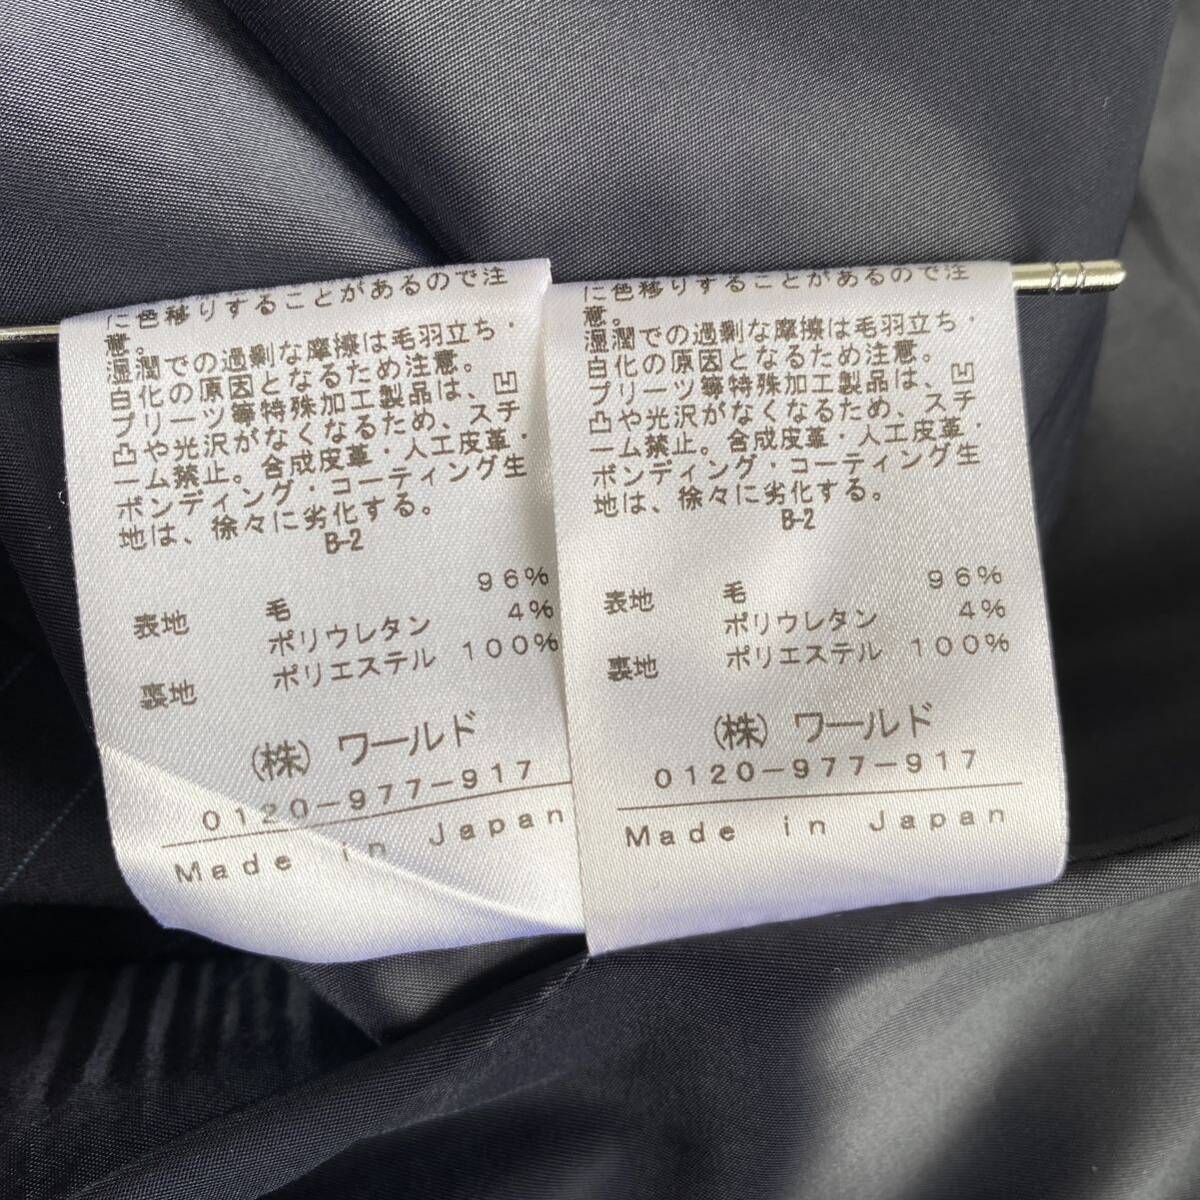 に色移りすることがあるので注
意。
湿潤での過剰な摩擦は毛羽立ち・
白化の原因となるため注意。
プリーツ等特殊加工製品は、凹
凸や光沢がなくなるため、スチ
ーム禁止。合成皮革・人工皮革・
ボンディング・コーティング生
地は、徐々に劣化する。
B-2
表地 毛 96%
ポリウレタン 4%
裏地 ポリエステル 100%
(株) ワールド
0120-977-917
Made in Japan
に色移りすることがあるので注
意。
湿潤での過剰な摩擦は毛羽立ち・
白化の原因となるため注意。
プリーツ等特殊加工製品は、凹
凸や光沢がなくなるため、スチ
ーム禁止。合成皮革・人工皮革・
ボンディング・コーティング生
地は、徐々に劣化する。
B-2
表地 毛 96%
ポリウレタン 4%
裏地 ポリエステル 100%
(株) ワールド
0120-977-917
Made in Japan